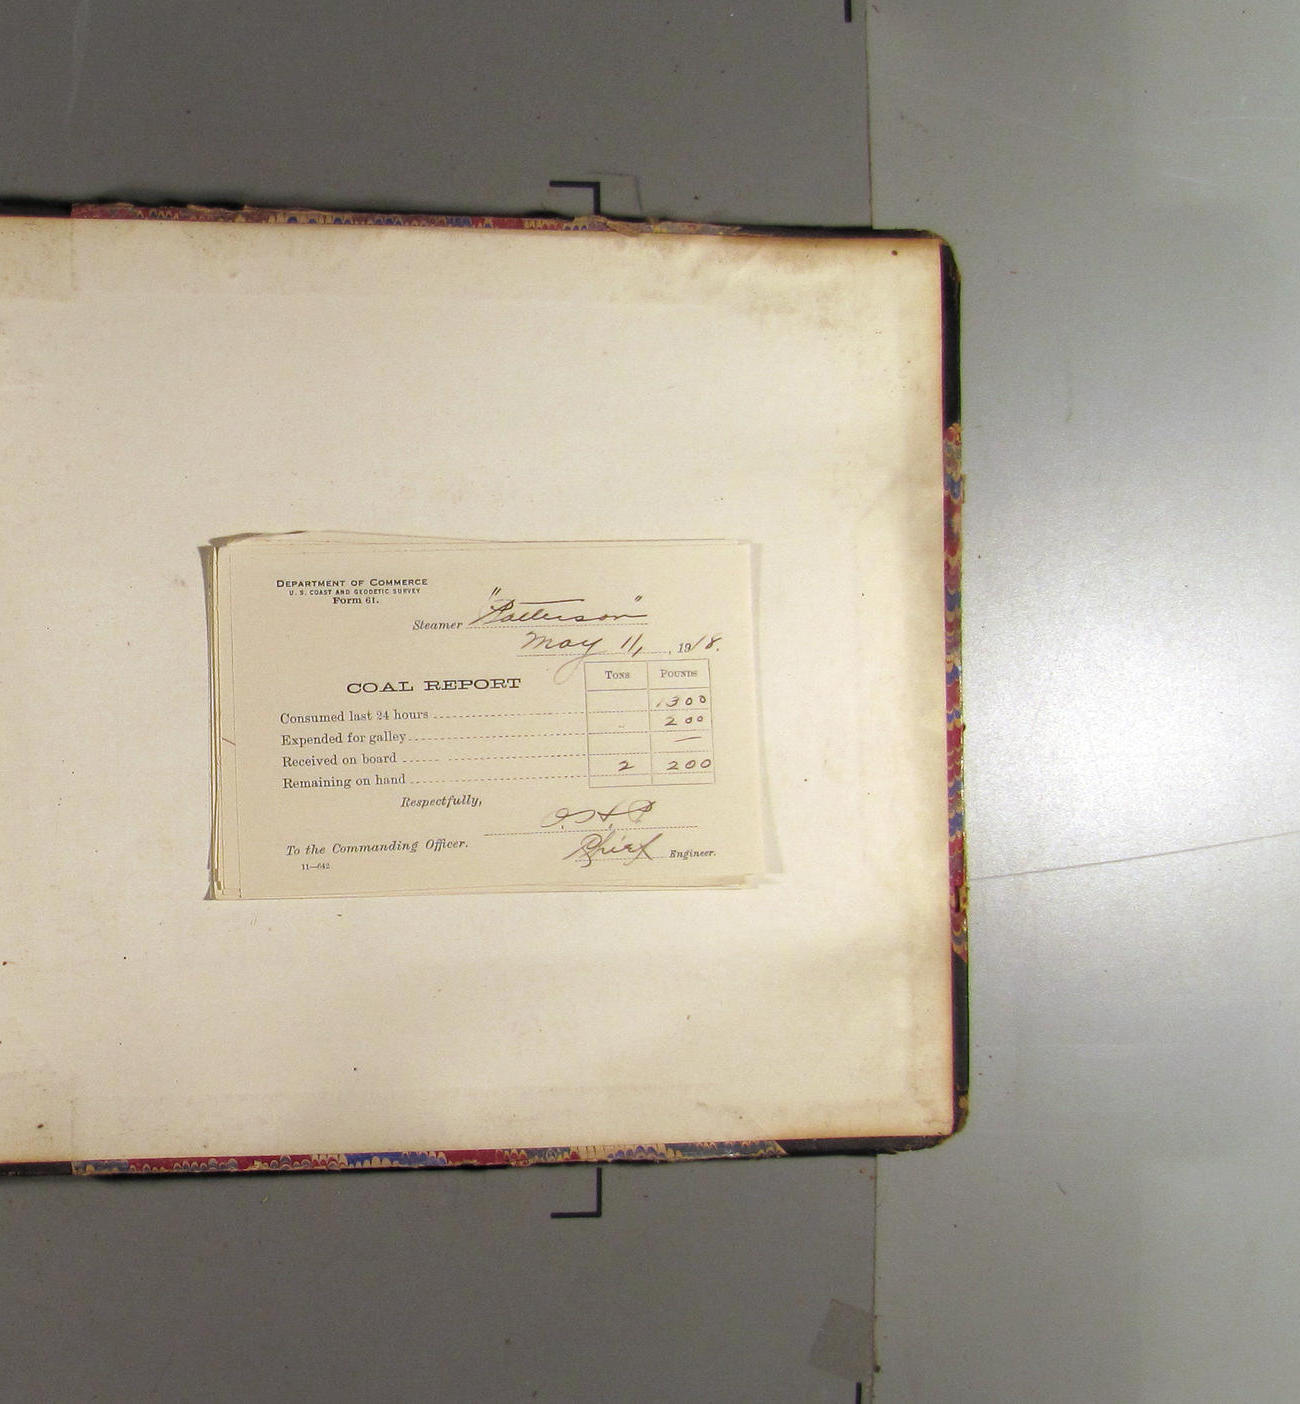 DEPARTMENT OF COMMERCE
U. S. COAST AND GEODETIC SURVEY
Form 61.
Steamer "Patterson"
May 11, 1918.
COAL REPORT
TONS POUNDS
Consumed last 24 hours 1300
Expended for galley 200
Received on board —
Remaining on hand 2 200
Respectfully,
To the Commanding Officer.
Chief Engineer.
11—642